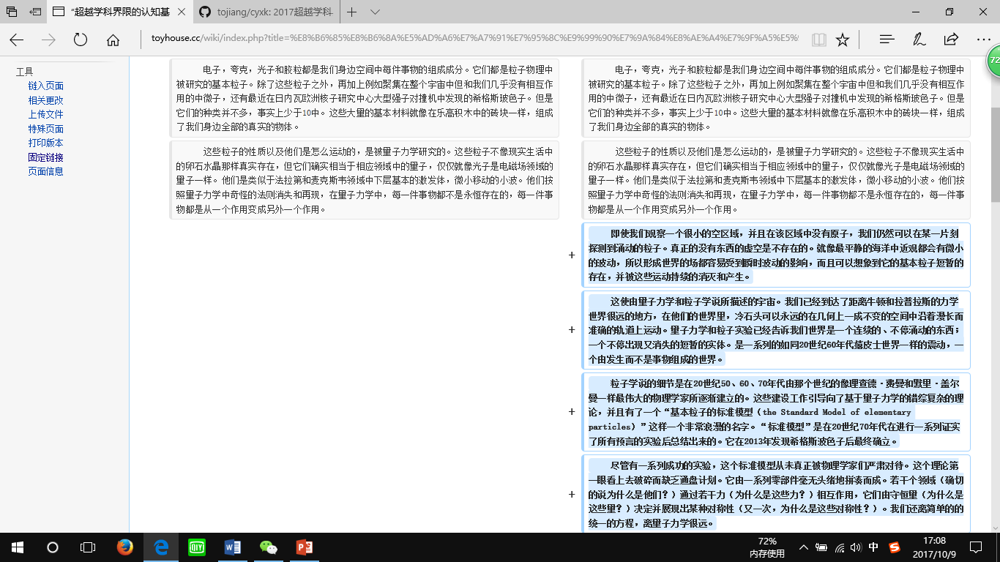 "超越学科界限的认知基
tojiang/cyxk: 2017超越学科
toyhouse.cc/wiki/index.php?title=%E8%B6%85%E8%B6%8A%E5%AD%A6%E7%A7%91%E7%95%8C%E9%99%90%E7%9A%84%E8%AE%A4%E7%9F%A5%E5%
72
工具
链入页面
相关更改
上传文件
特殊页面
打印版本
固定链接
页面信息
电子，夸克，光子和胶粒都是我们身边空间中每件事物的组成成分。它们都是粒子物理中
被研究的基本粒子。除了这些粒子之外，再加上例如聚集在整个宇宙中但和我们几乎没有相互作
用的中微子，还有最近在日内瓦欧洲核子研究中心大型强子对撞机中发现的希格斯玻色子。但是
它们的种类并不多，事实上少于10中。这些大量的基本材料就像在乐高积木中的砖块一样，组成
了我们身边全部的真实的物体。
这些粒子的性质以及他们是怎么运动的，是被量子力学研究的。这些粒子不像现实生活中
的卵石水晶那样真实存在，但它们确实相当于相应领域中的量子，仅仅就像光子是电磁场领域的
量子一样。他们是类似于法拉第和麦克斯韦领域中下层基本的激发体，微小移动的小波。他们按
照量子力学中奇怪的法则消失和再现，在量子力学中，每一件事物都不是永恒存在的，每一件事
物都是从一个作用变成另外一个作用。
电子，夸克，光子和胶粒都是我们身边空间中每件事物的组成成分。它们都是粒子物理中
被研究的基本粒子。除了这些粒子之外，再加上例如聚集在整个宇宙中但和我们几乎没有相互作
用的中微子，还有最近在日内瓦欧洲核子研究中心大型强子对撞机中发现的希格斯玻色子。但是
它们的种类并不多，事实上少于10中。这些大量的基本材料就像在乐高积木中的砖块一样，组成
了我们身边全部的真实的物体。
这些粒子的性质以及他们是怎么运动的，是被量子力学研究的。这些粒子不像现实生活中
的卵石水晶那样真实存在，但它们确实相当于相应领域中的量子，仅仅就像光子是电磁场领域的
量子一样。他们是类似于法拉第和麦克斯韦领域中下层基本的激发体，微小移动的小波。他们按
照量子力学中奇怪的法则消失和再现，在量子力学中，每一件事物都不是永恒存在的，每一件事
物都是从一个作用变成另外一个作用。
+
即使我们观察一个很小的空区域，并且在该区域中没有原子，我们仍然可以在某一片刻
探测到涌动的粒子。真正的没有东西的虚空是不存在的。就像最平静的海洋中近观都会有微小
的波动，所以形成世界的场都容易受到瞬时波动的影响，而且可以想象到它的基本粒子短暂的
存在，并被这些运动持续的消灭和产生。
+
这使由量子力学和粒子学说所描述的宇宙。我们已经到达了距离牛顿和拉普拉斯的力学
世界很远的地方，在他们的世界里，冷石头可以永远的在几何上一成不变的空间中沿着漫长而
准确的轨道上运动。量子力学和粒子实验已经告诉我们世界是一个连续的、不停涌动的东西；
一个不停出现又消失的短暂的实体。是一系列的如同20世纪60年代嬉皮士世界一样的震动，一
个由发生而不是事物组成的世界。
+
粒子学说的细节是在20世纪50、60、70年代由那个世纪的像理查德·费曼和默里·盖尔
曼一样最伟大的物理学家所逐渐建立的。这些建设工作引导向了基于量子力学的错综复杂的理
论，并且有了一个“基本粒子的标准模型（the Standard Model of elementary
particles）”这样一个非常浪漫的名字。“标准模型”是在20世纪70年代在进行一系列证实
了所有预言的实验后总结出来的。它在2013年发现希格斯波色子后最终确立。
+
尽管有一系列成功的实验，这个标准模型从未真正被物理学家们严肃对待。这个理论第
一眼看上去破碎而缺乏通盘计划。它由一系列零部件毫无头绪地拼凑而成。若干个领域（确切
的说为什么是他们？）通过若干力（为什么是这些力？）相互作用，它们由守恒量（为什么是
这些量？）决定并展现出某种对称性（又一次，为什么是这些对称性？）。我们还离简单的的
统一的方程，离量子力学很远。
72%
内存使用
中
17:08
2017/10/9